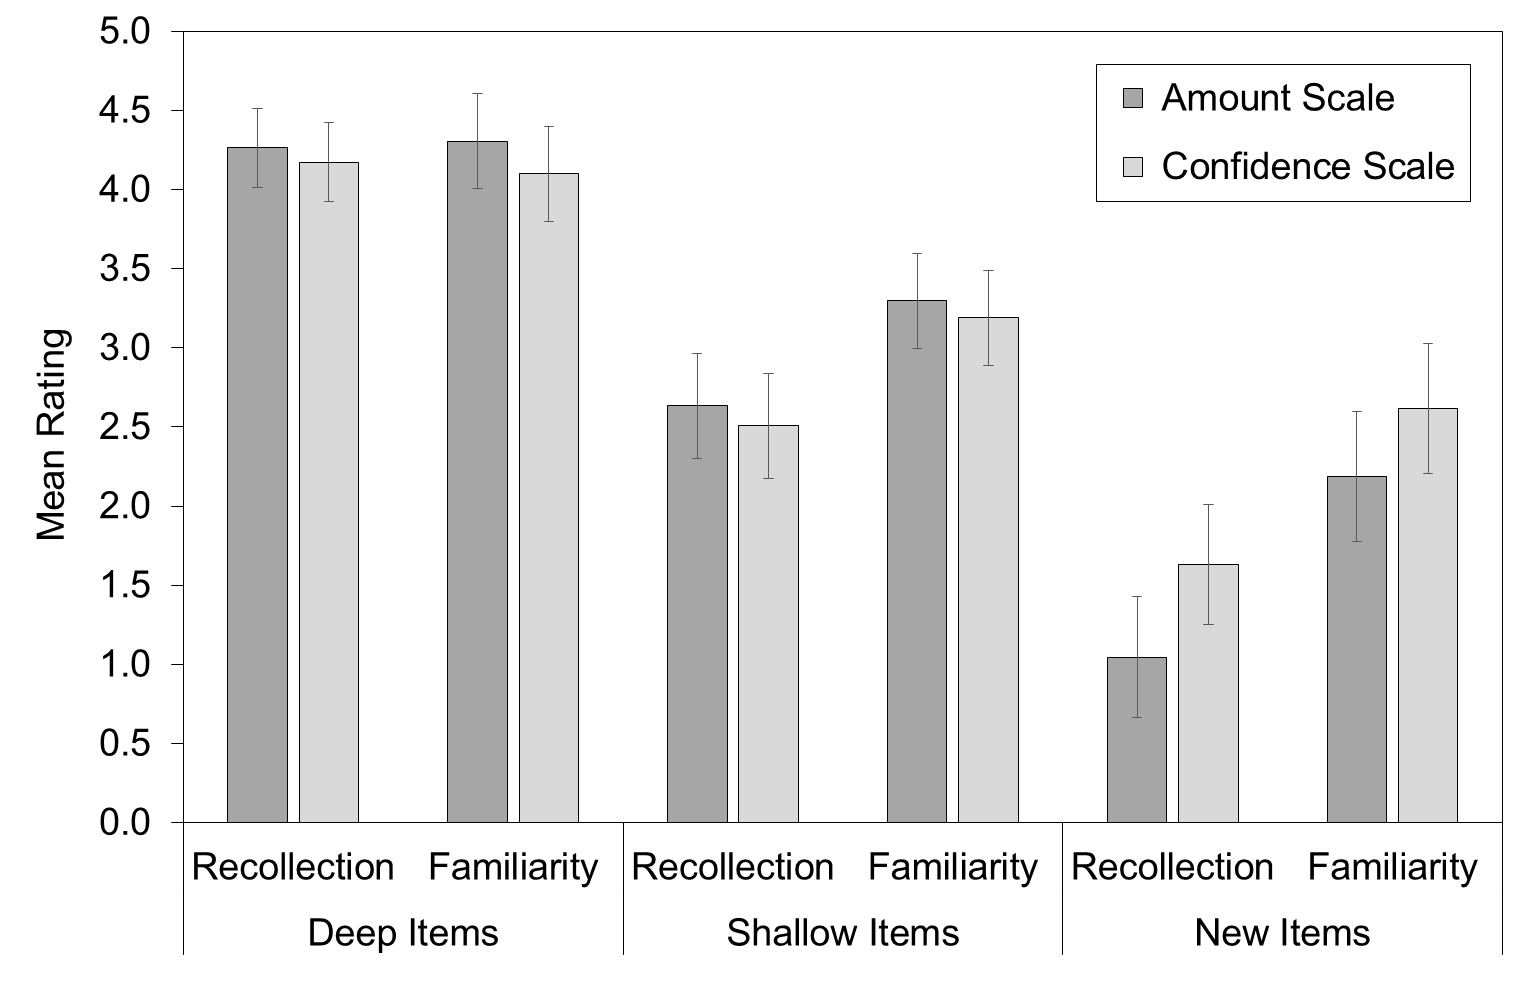 5.0
4.5
4.0
3.5
3.0
2.5
2.0
1.5
1.0
0.5
0.0
Mean Rating
Amount Scale
Confidence Scale
Recollection Familiarity Recollection Familiarity Recollection Familiarity
Deep Items Shallow Items New Items